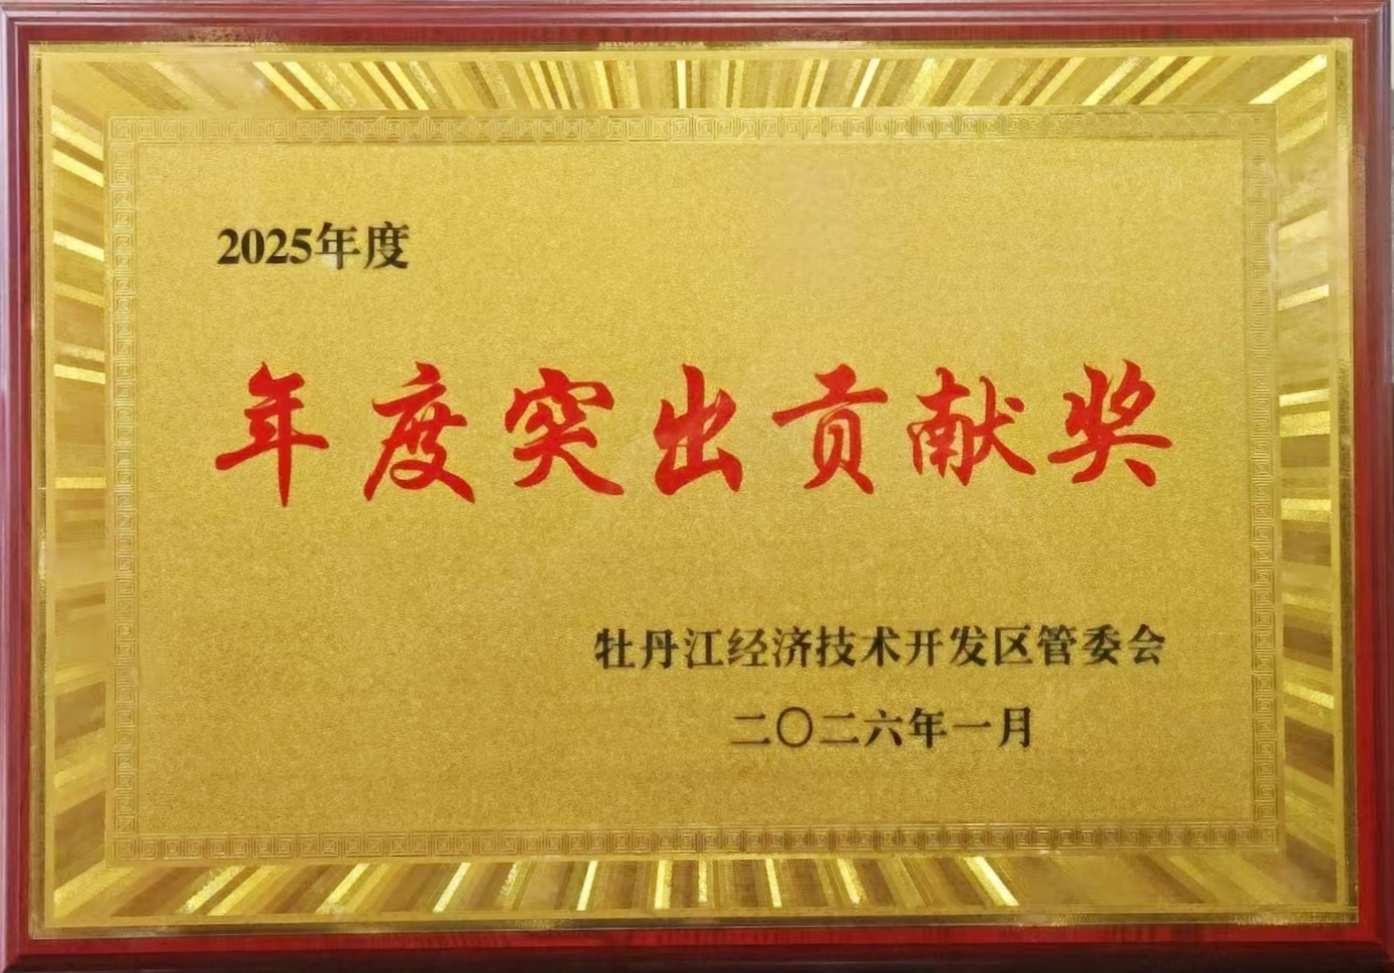 2025年度
年度突出贡献奖
牡丹江经济技术开发区管委会
二〇二六年一月